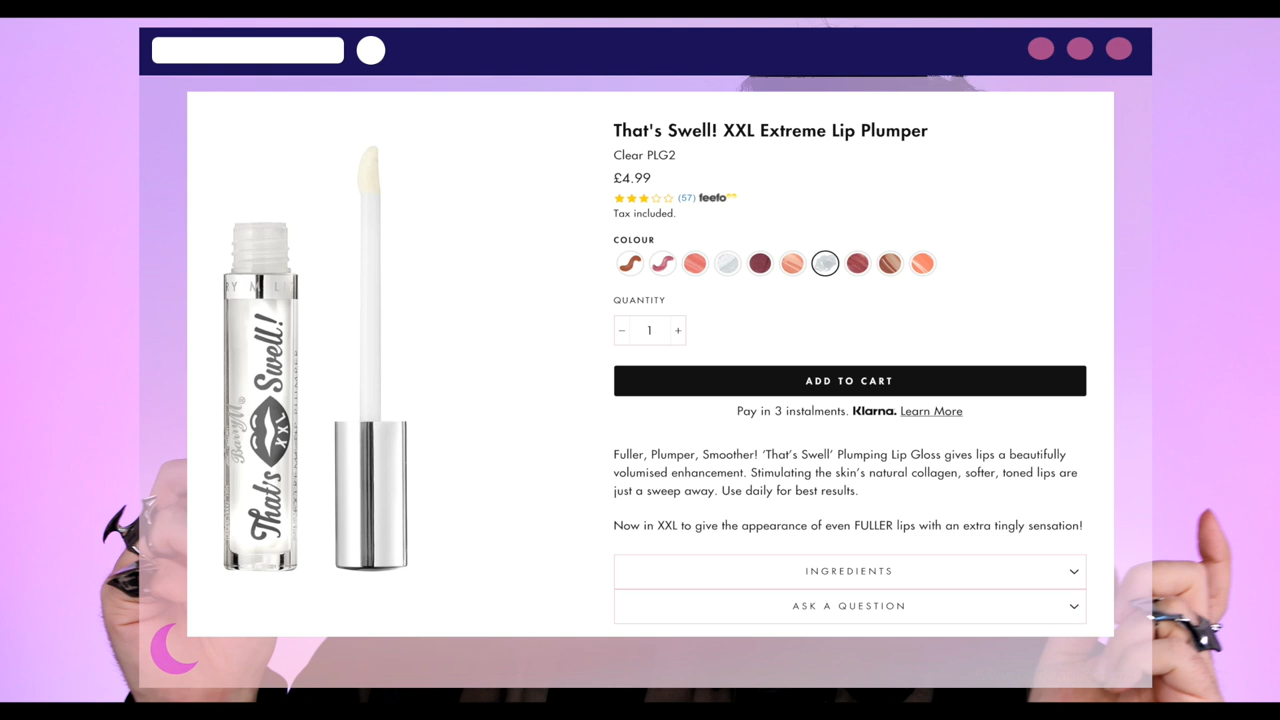 That's Swell! XXL Extreme Lip Plumper
Clear PLG2
£4.99
(57) feefo
Tax included.
COLOUR
QUANTITY
− 1 +
ADD TO CART
Pay in 3 instalments. Klarna. Learn More
Fuller, Plumper, Smoother! ‘That’s Swell’ Plumping Lip Gloss gives lips a beautifully
volumised enhancement. Stimulating the skin’s natural collagen, softer, toned lips are
just a sweep away. Use daily for best results.
Now in XXL to give the appearance of even FULLER lips with an extra tingly sensation!
INGREDIENTS
ASK A QUESTION
RY M L
BarryM®
That's XXL Swell!